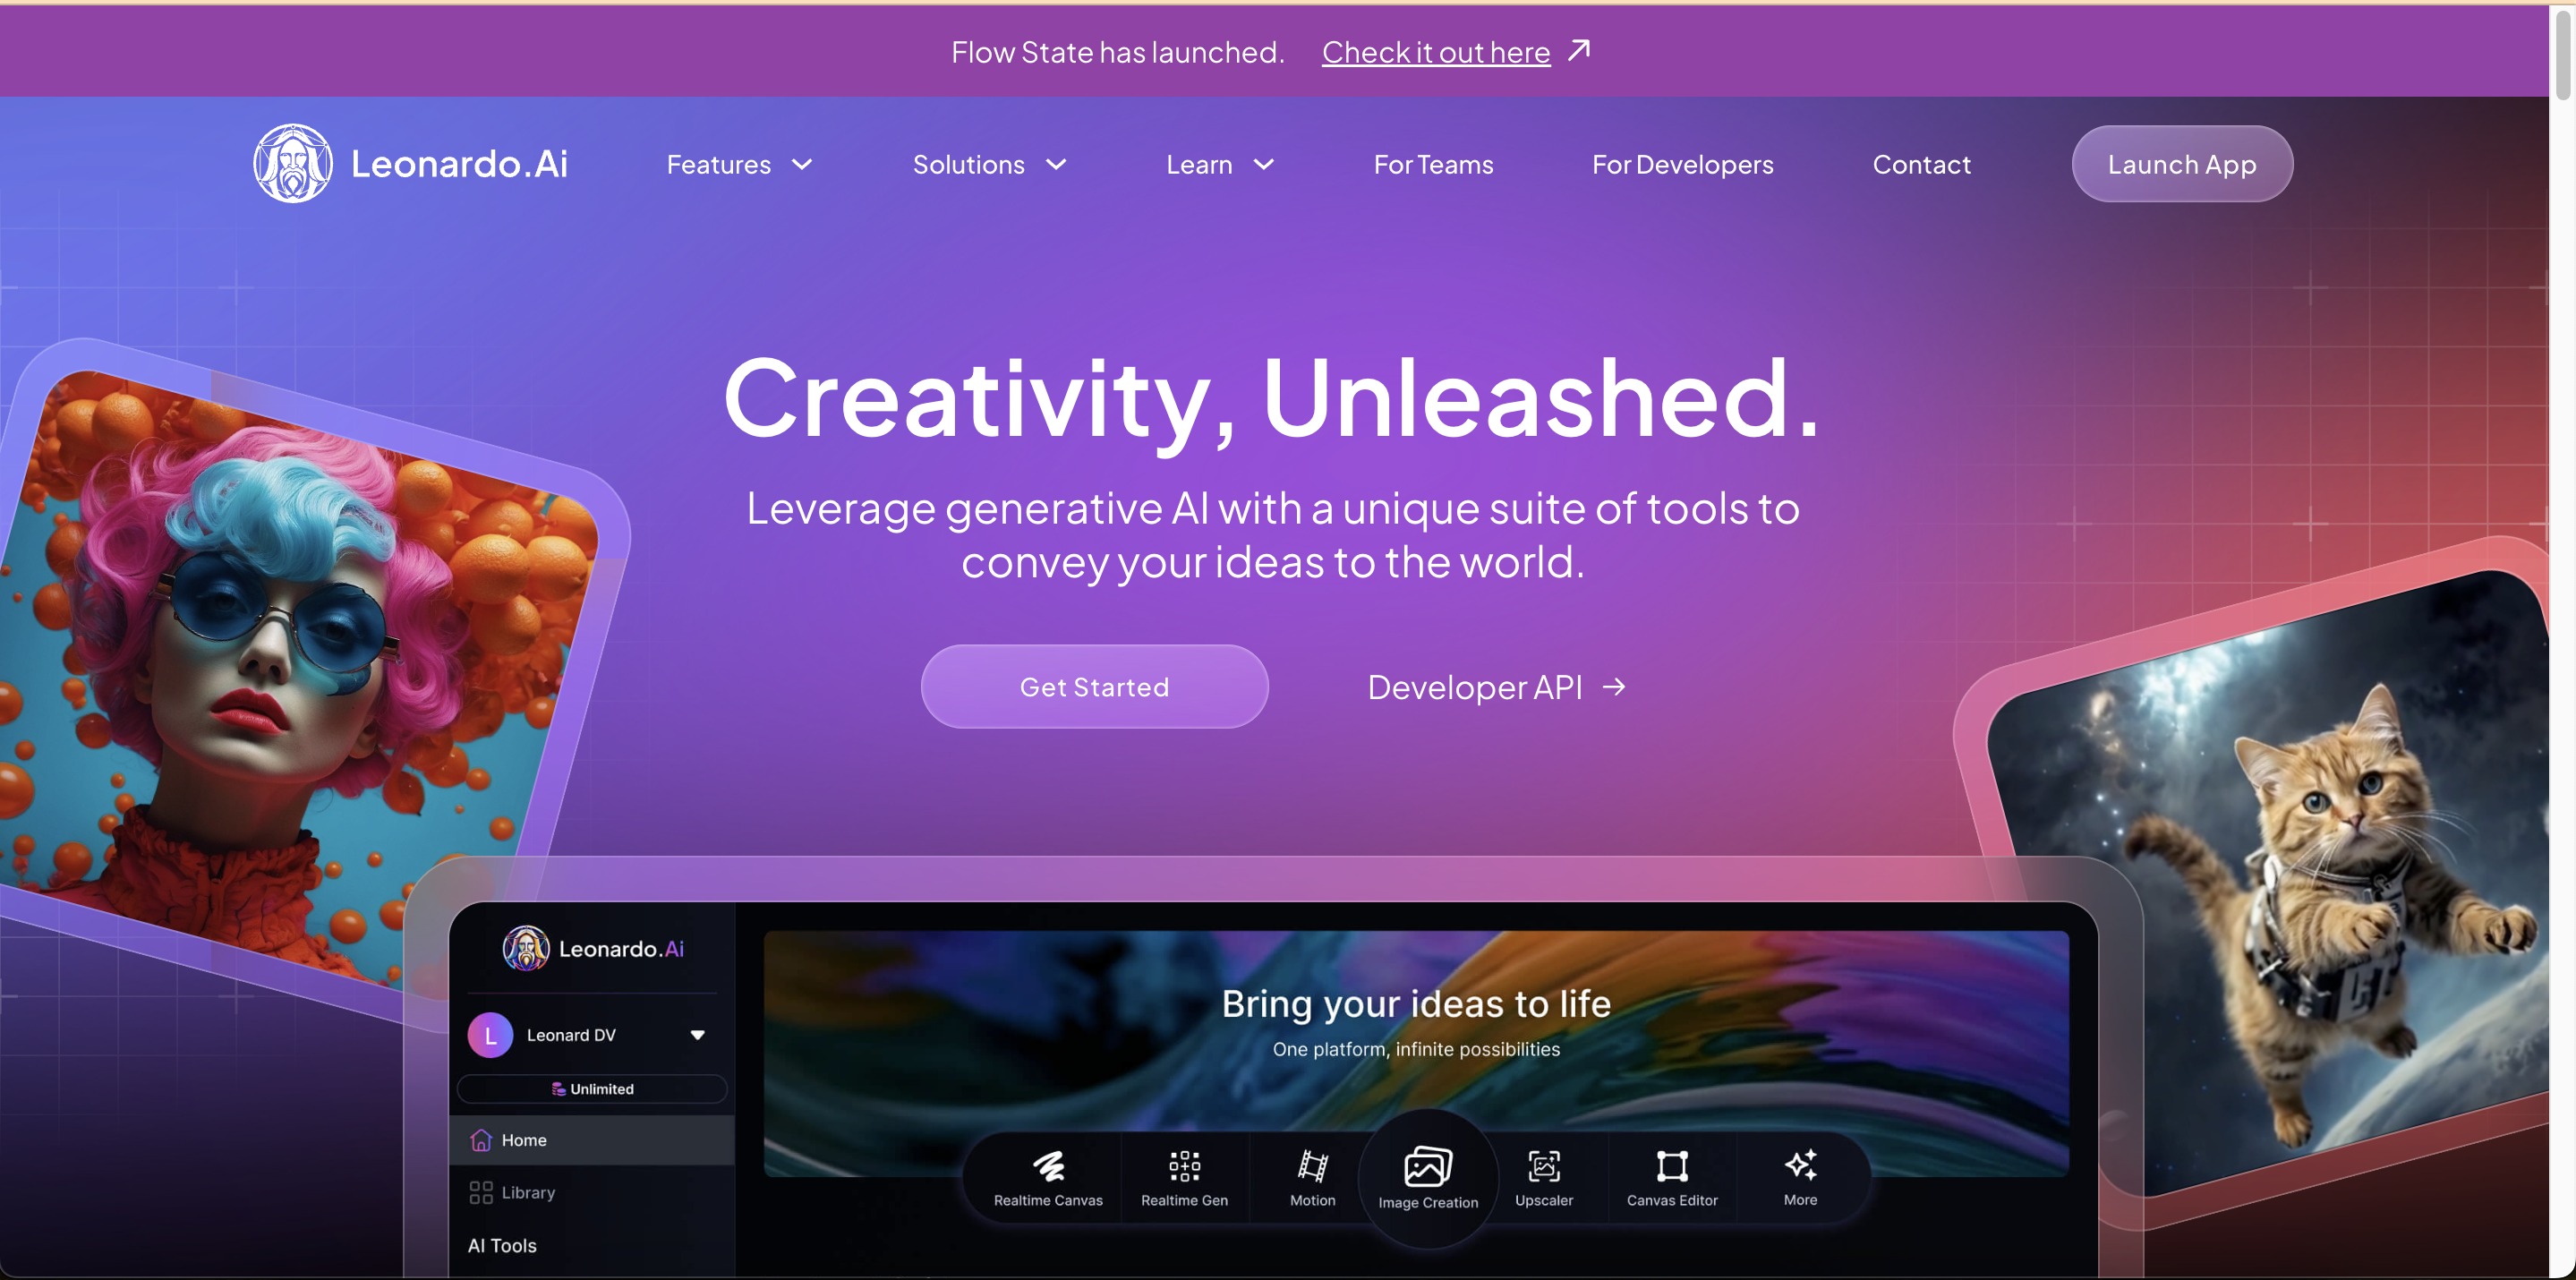 Flow State has launched. Check it out here
Leonardo.Ai
Features
Solutions
Learn
For Teams
For Developers
Contact
Launch App
Creativity, Unleashed.
Leverage generative AI with a unique suite of tools to
convey your ideas to the world.
Get Started
Developer API
Leonardo.Ai
L
Leonard DV
Unlimited
Home
Library
AI Tools
Bring your ideas to life
One platform, infinite possibilities
Realtime Canvas
Realtime Gen
Motion
Image Creation
Upscaler
Canvas Editor
More